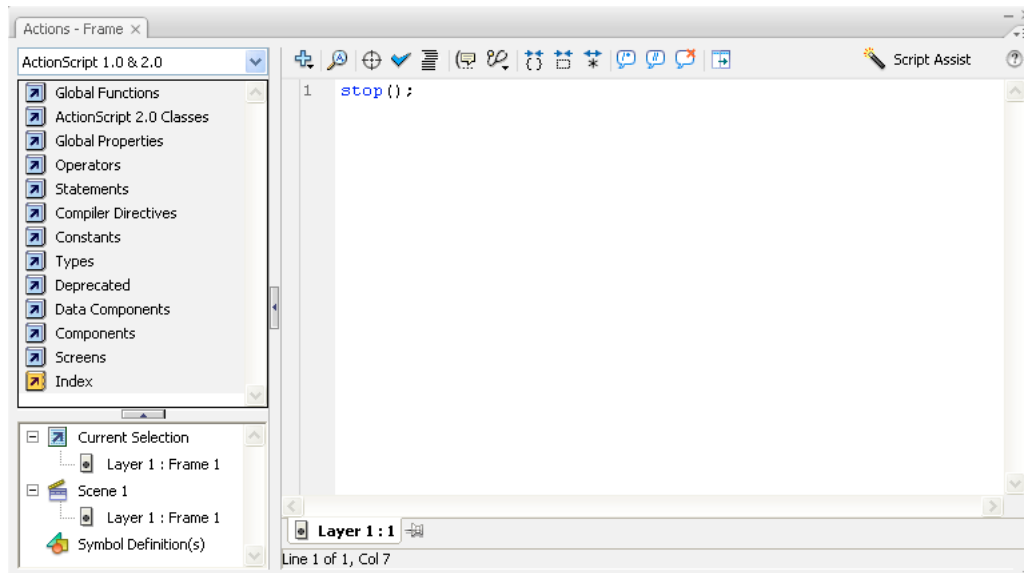 Actions - Frame ×
ActionScript 1.0 & 2.0
Script Assist
Global Functions
ActionScript 2.0 Classes
Global Properties
Operators
Statements
Compiler Directives
Constants
Types
Deprecated
Data Components
Components
Screens
Index
Current Selection
Layer 1 : Frame 1
Scene 1
Layer 1 : Frame 1
Symbol Definition(s)
1 stop();
Layer 1 : 1
Line 1 of 1, Col 7